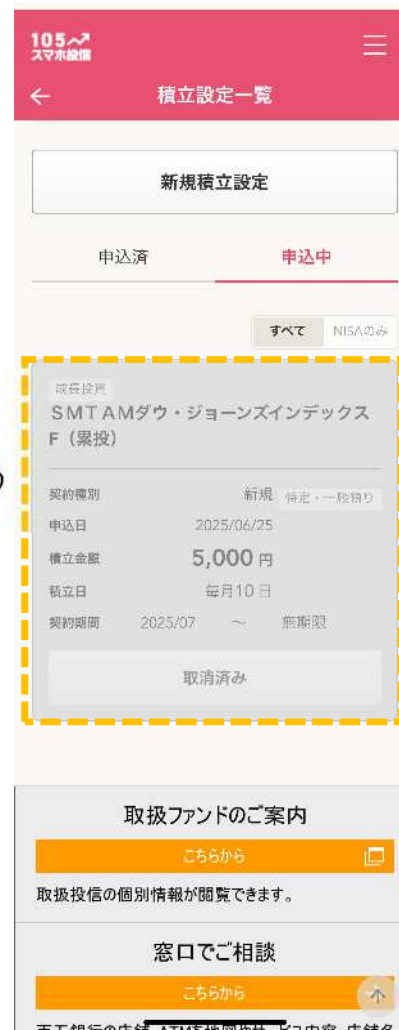 105
スマホ投信
積立設定一覧
新規積立設定
申込済 申込中
すべて NISAのみ
成長投資
SMTAMダウ・ジョーンズインデックス
F（累投）
契約種別 新規 特定・一般預り
申込日 2025/06/25
積立金額 5,000 円
積立日 毎月10日
契約期間 2025/07 ～ 無期限
取消済み
取扱ファンドのご案内
こちらから
取扱投信の個別情報が閲覧できます。
窓口でご相談
こちらから